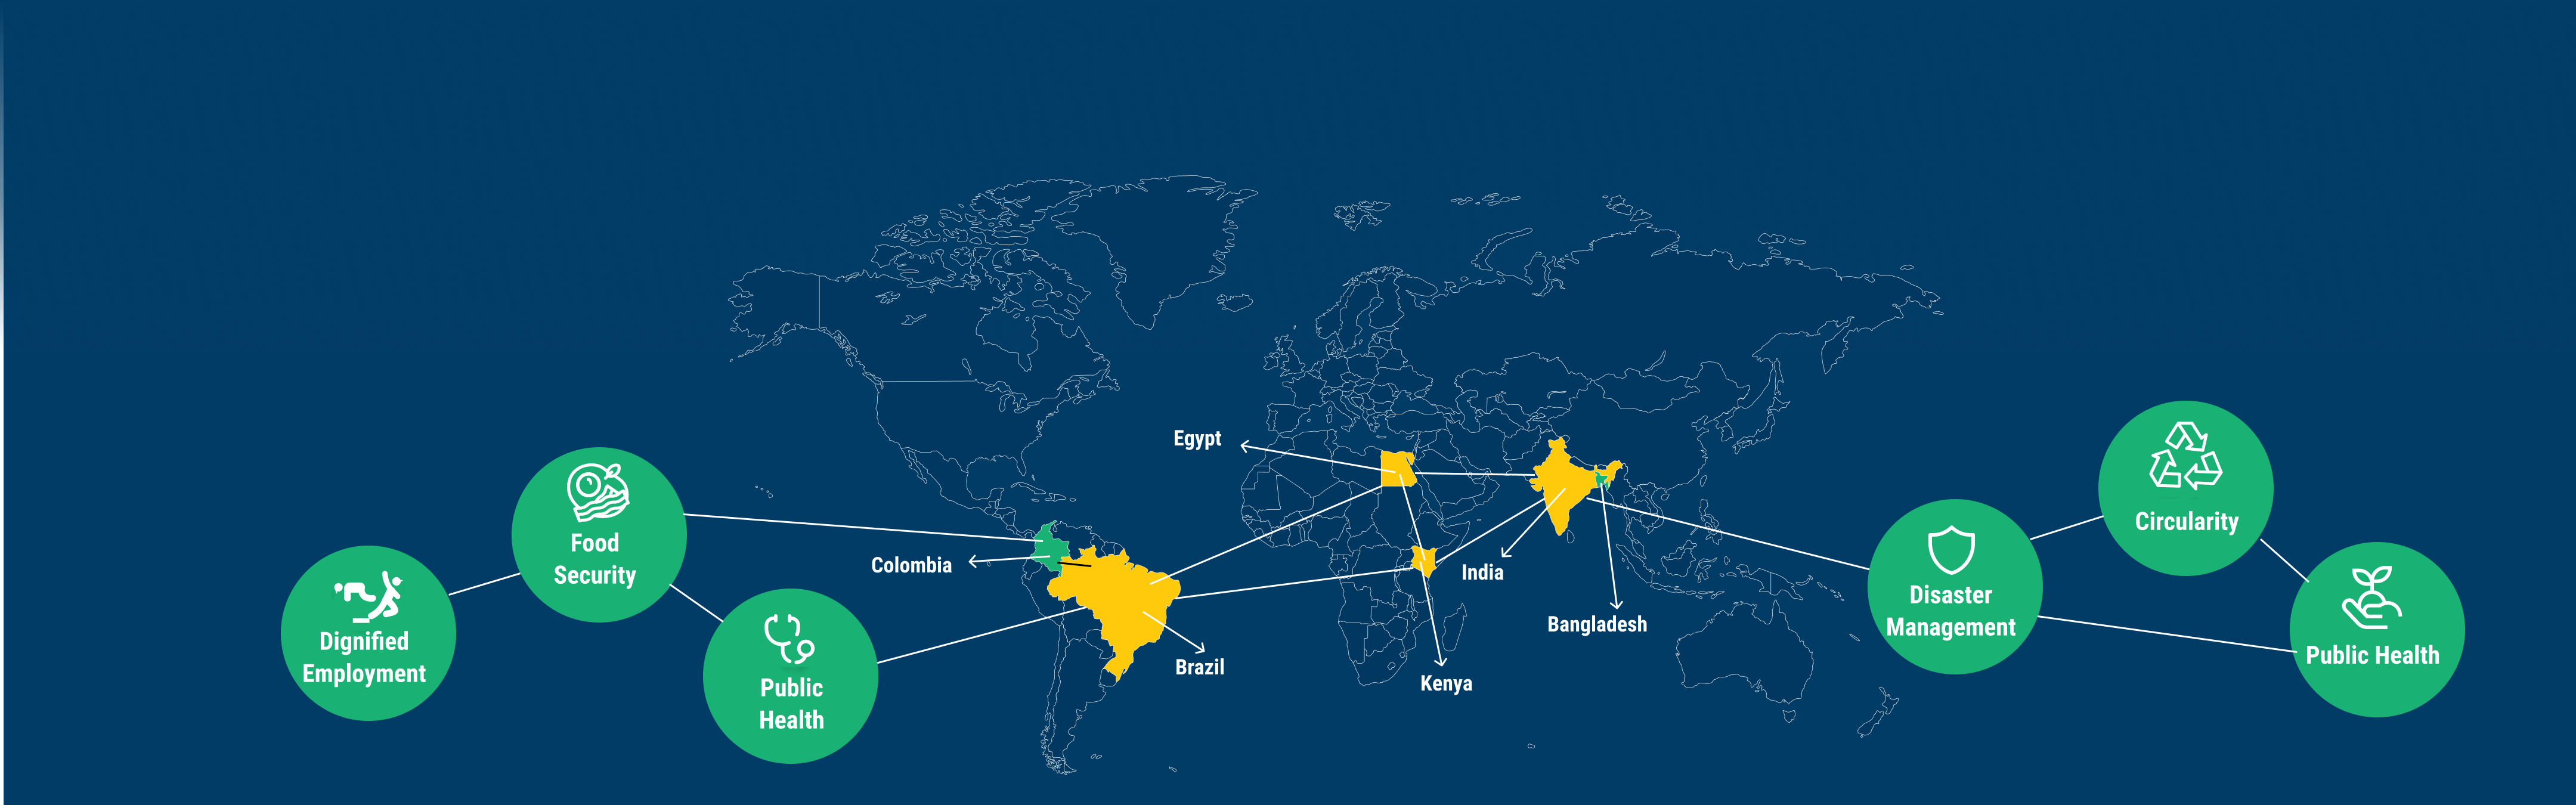 Dignified
Employment
Food
Security
Public
Health
Colombia
Brazil
Egypt
Kenya
India
Bangladesh
Disaster
Management
Circularity
Public Health